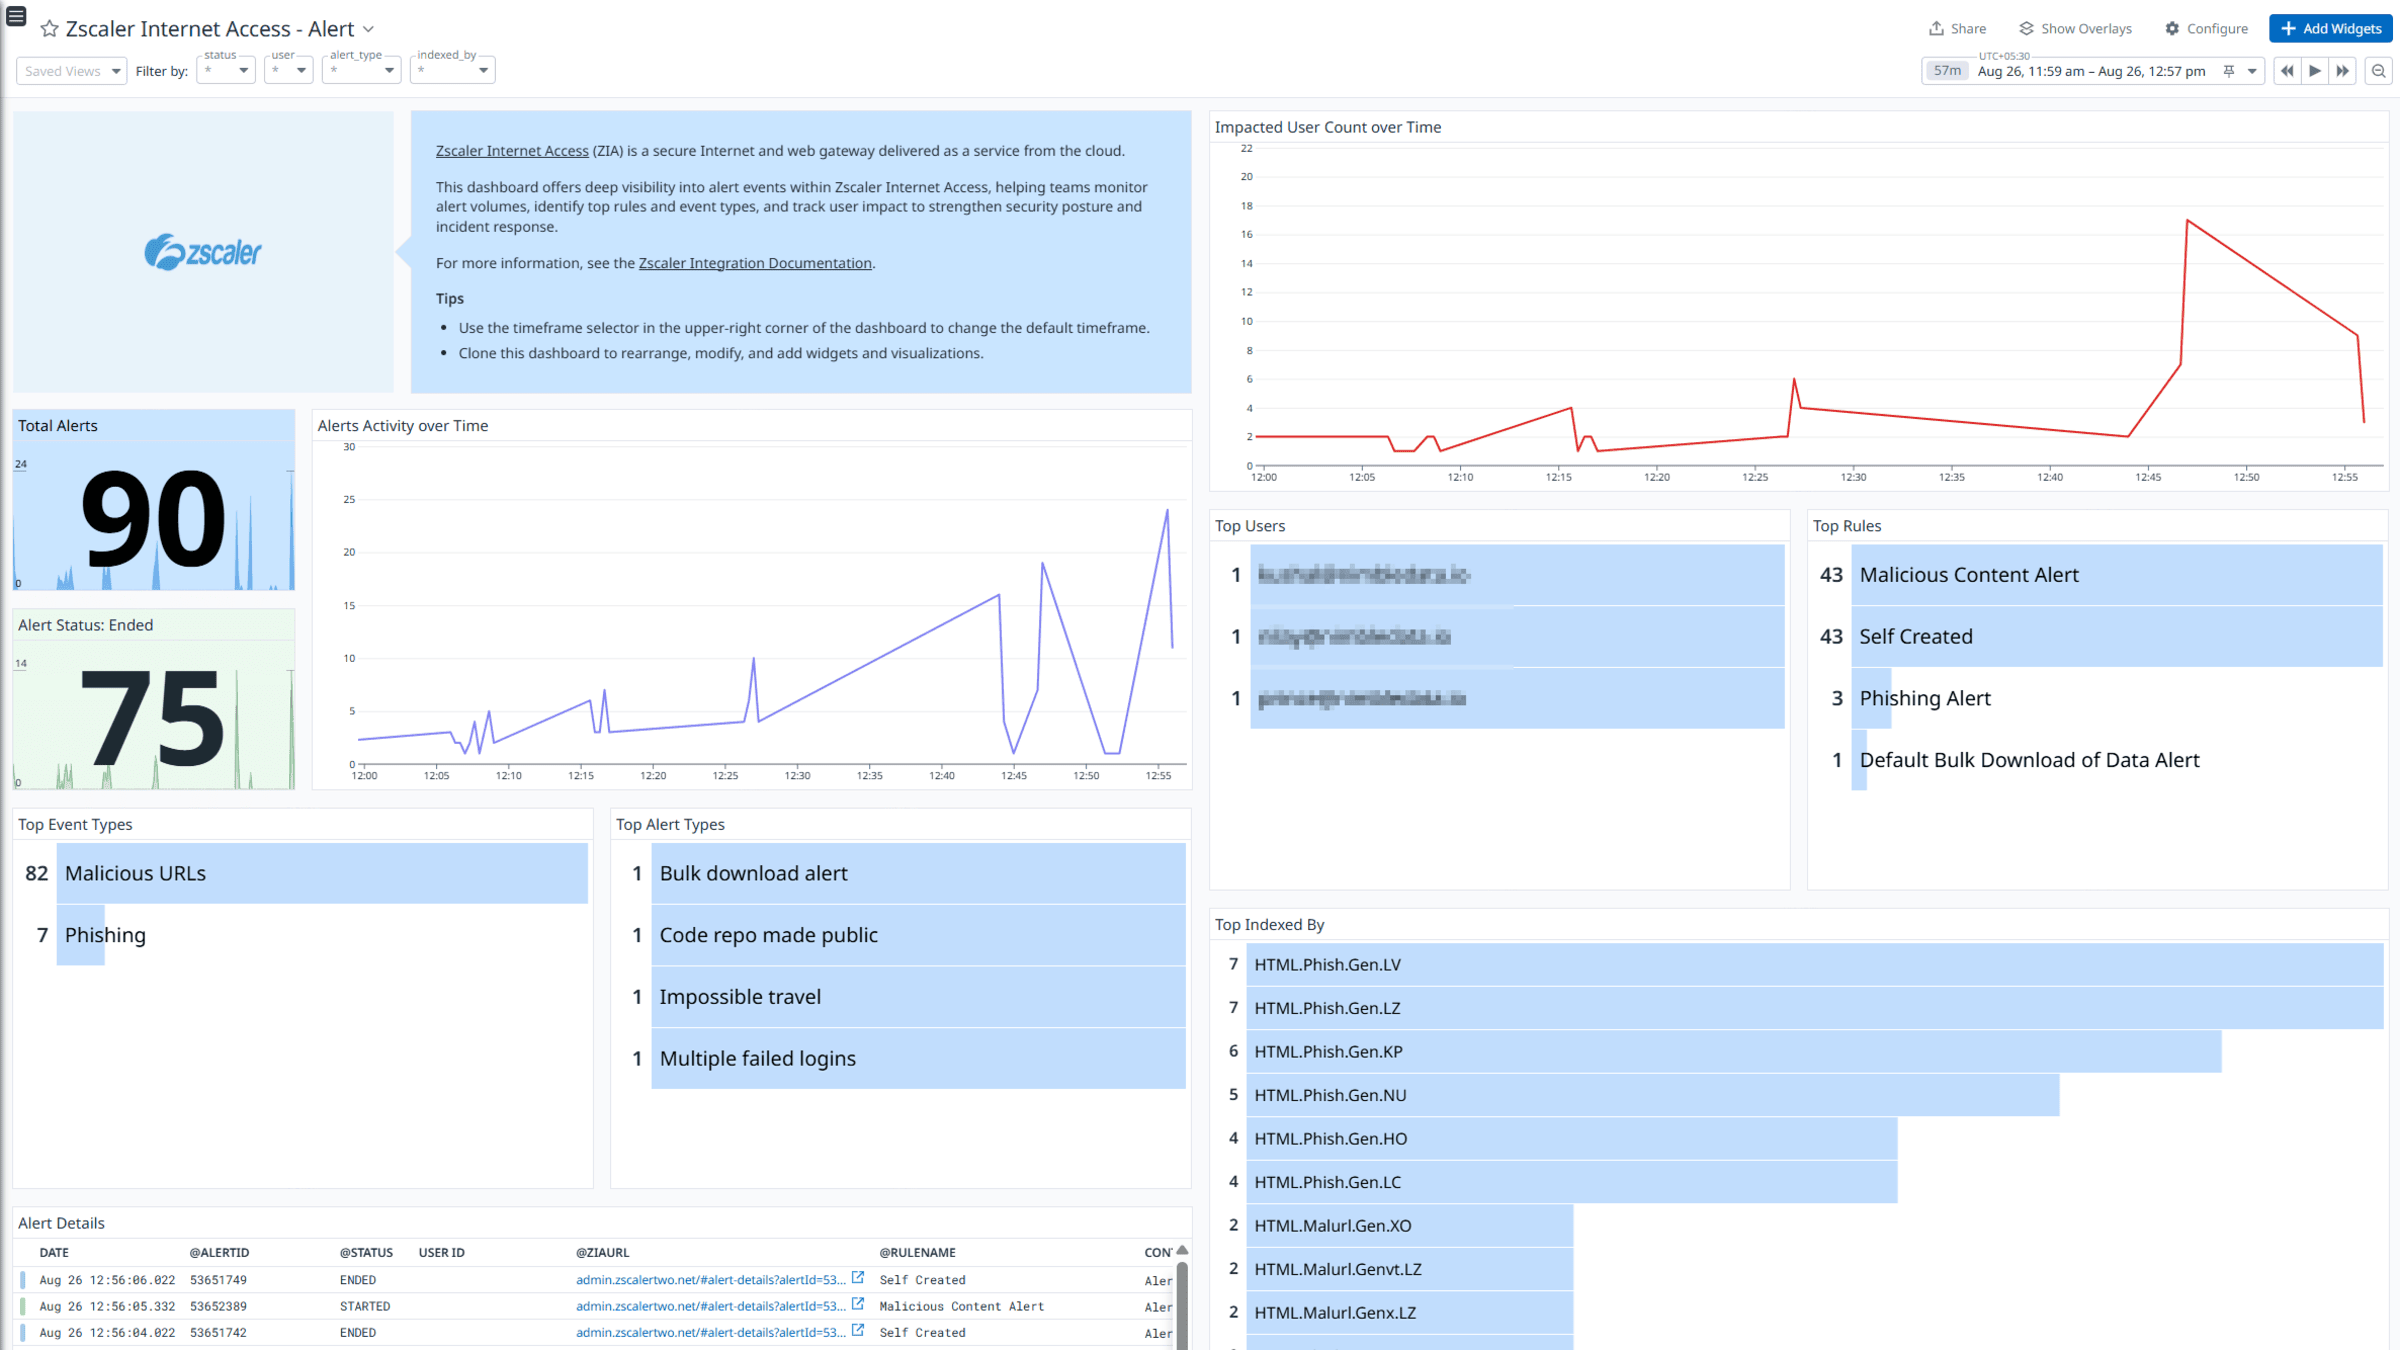 Zscaler Internet Access - Alert
Share
Show Overlays
Configure
Add Widgets
Saved Views
Filter by:
status
*
user
*
alert_type
*
indexed_by
*
UTC+05:30
57m
Aug 26, 11:59 am – Aug 26, 12:57 pm
zscaler
Zscaler Internet Access (ZIA) is a secure Internet and web gateway delivered as a service from the cloud.
This dashboard offers deep visibility into alert events within Zscaler Internet Access, helping teams monitor
alert volumes, identify top rules and event types, and track user impact to strengthen security posture and
incident response.
For more information, see the Zscaler Integration Documentation.
Tips
• Use the timeframe selector in the upper-right corner of the dashboard to change the default timeframe.
• Clone this dashboard to rearrange, modify, and add widgets and visualizations.
Impacted User Count over Time
22
20
18
16
14
12
10
8
6
4
2
0
12:00 12:05 12:10 12:15 12:20 12:25 12:30 12:35 12:40 12:45 12:50 12:55
Total Alerts
24
90
0
Alert Status: Ended
14
75
0
Alerts Activity over Time
30
25
20
15
10
5
0
12:00 12:05 12:10 12:15 12:20 12:25 12:30 12:35 12:40 12:45 12:50 12:55
Top Users
1
1
1
Top Rules
43 Malicious Content Alert
43 Self Created
3 Phishing Alert
1 Default Bulk Download of Data Alert
Top Event Types
82 Malicious URLs
7 Phishing
Top Alert Types
1 Bulk download alert
1 Code repo made public
1 Impossible travel
1 Multiple failed logins
Top Indexed By
7 HTML.Phish.Gen.LV
7 HTML.Phish.Gen.LZ
6 HTML.Phish.Gen.KP
5 HTML.Phish.Gen.NU
4 HTML.Phish.Gen.HO
4 HTML.Phish.Gen.LC
2 HTML.Malurl.Gen.XO
2 HTML.Malurl.Genvt.LZ
2 HTML.Malurl.Genx.LZ
Alert Details
DATE @ALERTID @STATUS USER ID @ZIAURL @RULENAME CON
Aug 26 12:56:06.022 53651749 ENDED admin.zscalertwo.net/#alert-details?alertId=53... Self Created Aler
Aug 26 12:56:05.332 53652389 STARTED admin.zscalertwo.net/#alert-details?alertId=53... Malicious Content Alert Aler
Aug 26 12:56:04.022 53651742 ENDED admin.zscalertwo.net/#alert-details?alertId=53... Self Created Aler